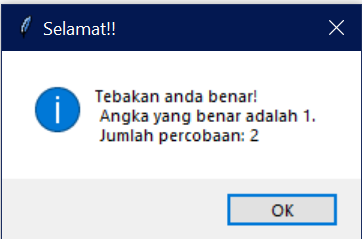 Selamat!!
Tebakan anda benar!
Angka yang benar adalah 1.
Jumlah percobaan: 2
OK